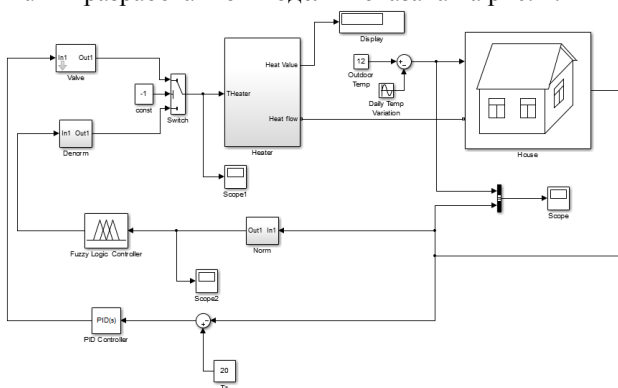 Display
In1 Out1
Valve
-1
const
Switch
THeater
Heat Value
Heat flow
Heater
12
Outdoor
Temp
Daily Temp
Variation
House
In1 Out1
Denorm
Scope1
Scope
Fuzzy Logic Controller
Out1 In1
Norm
Scope2
PID(s)
PID Controller
20